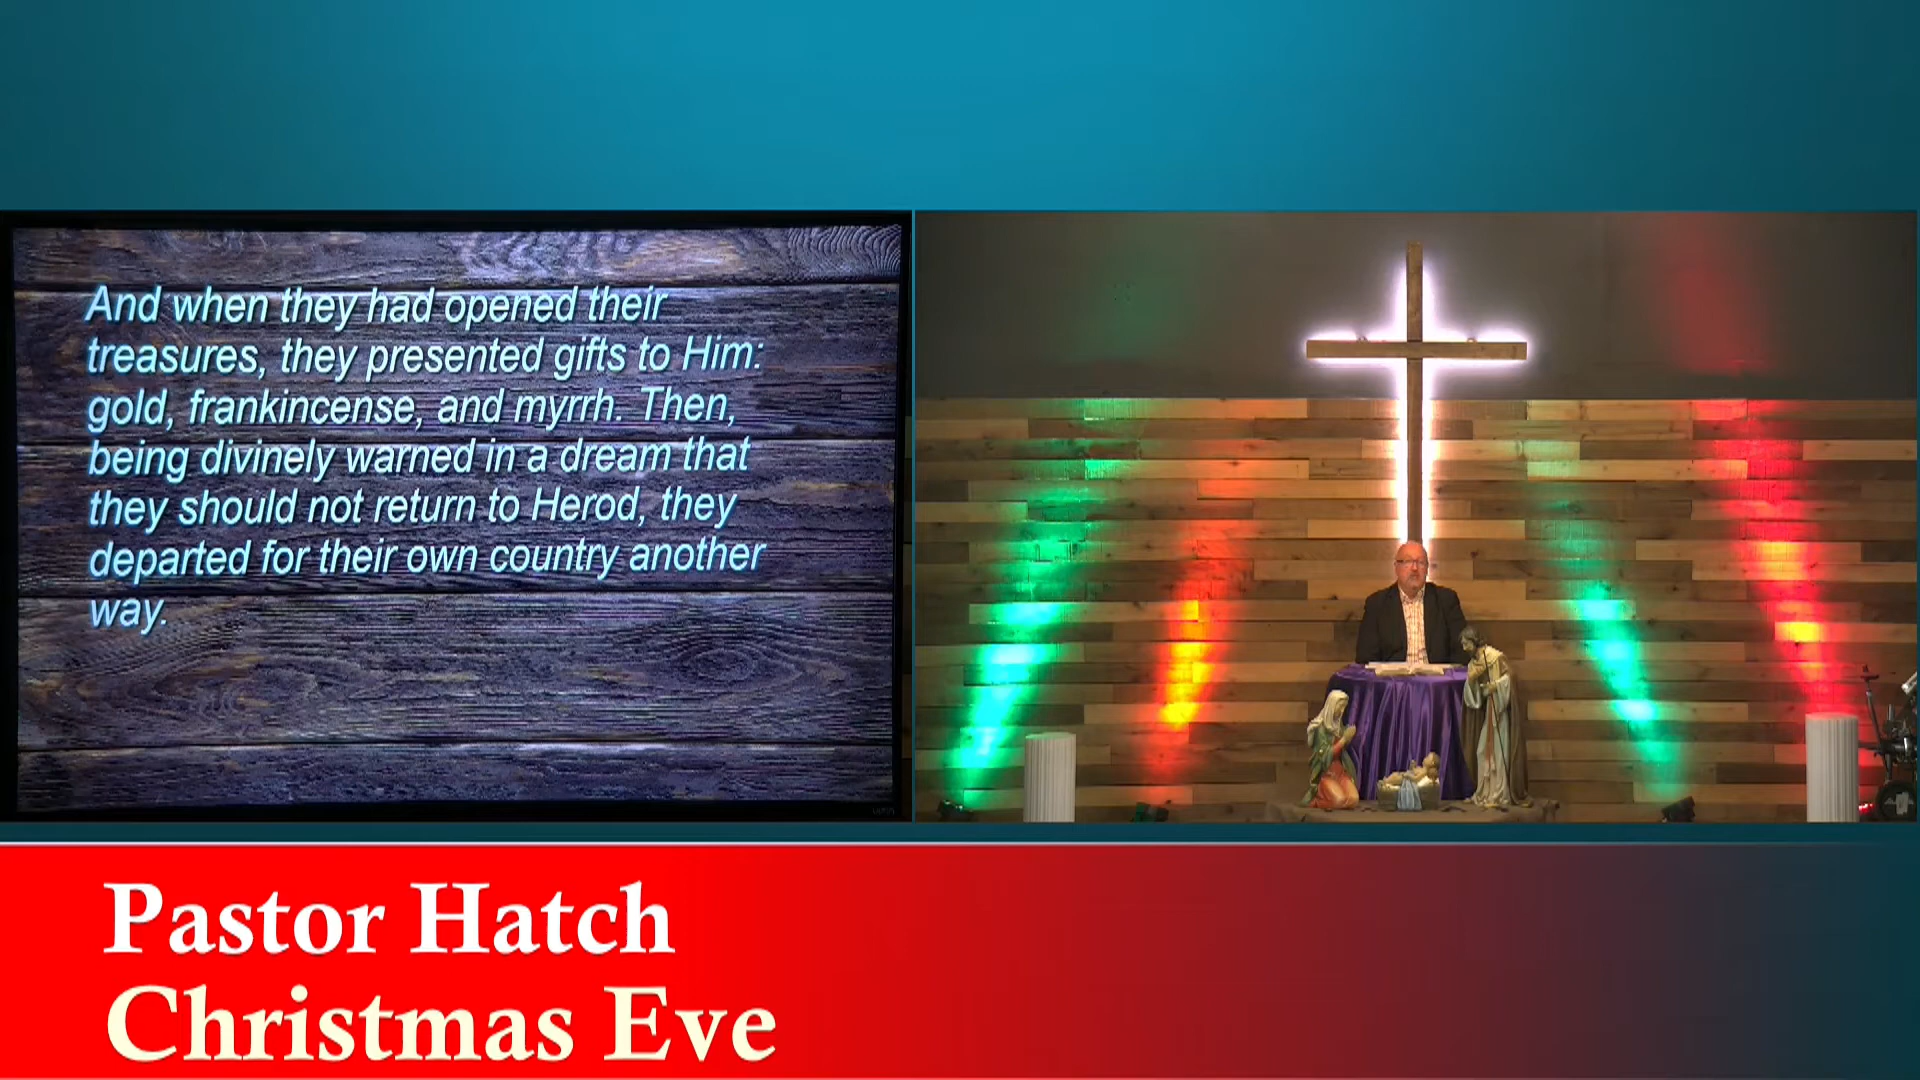 And when they had opened their
treasures, they presented gifts to Him:
gold, frankincense, and myrrh. Then,
being divinely warned in a dream that
they should not return to Herod, they
departed for their own country another
way.
Pastor Hatch
Christmas Eve